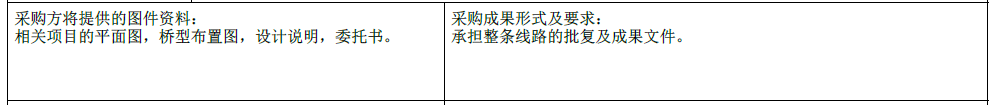 采购方将提供的图件资料：
相关项目的平面图，桥型布置图，设计说明，委托书。
采购成果形式及要求：
承担整条线路的批复及成果文件。